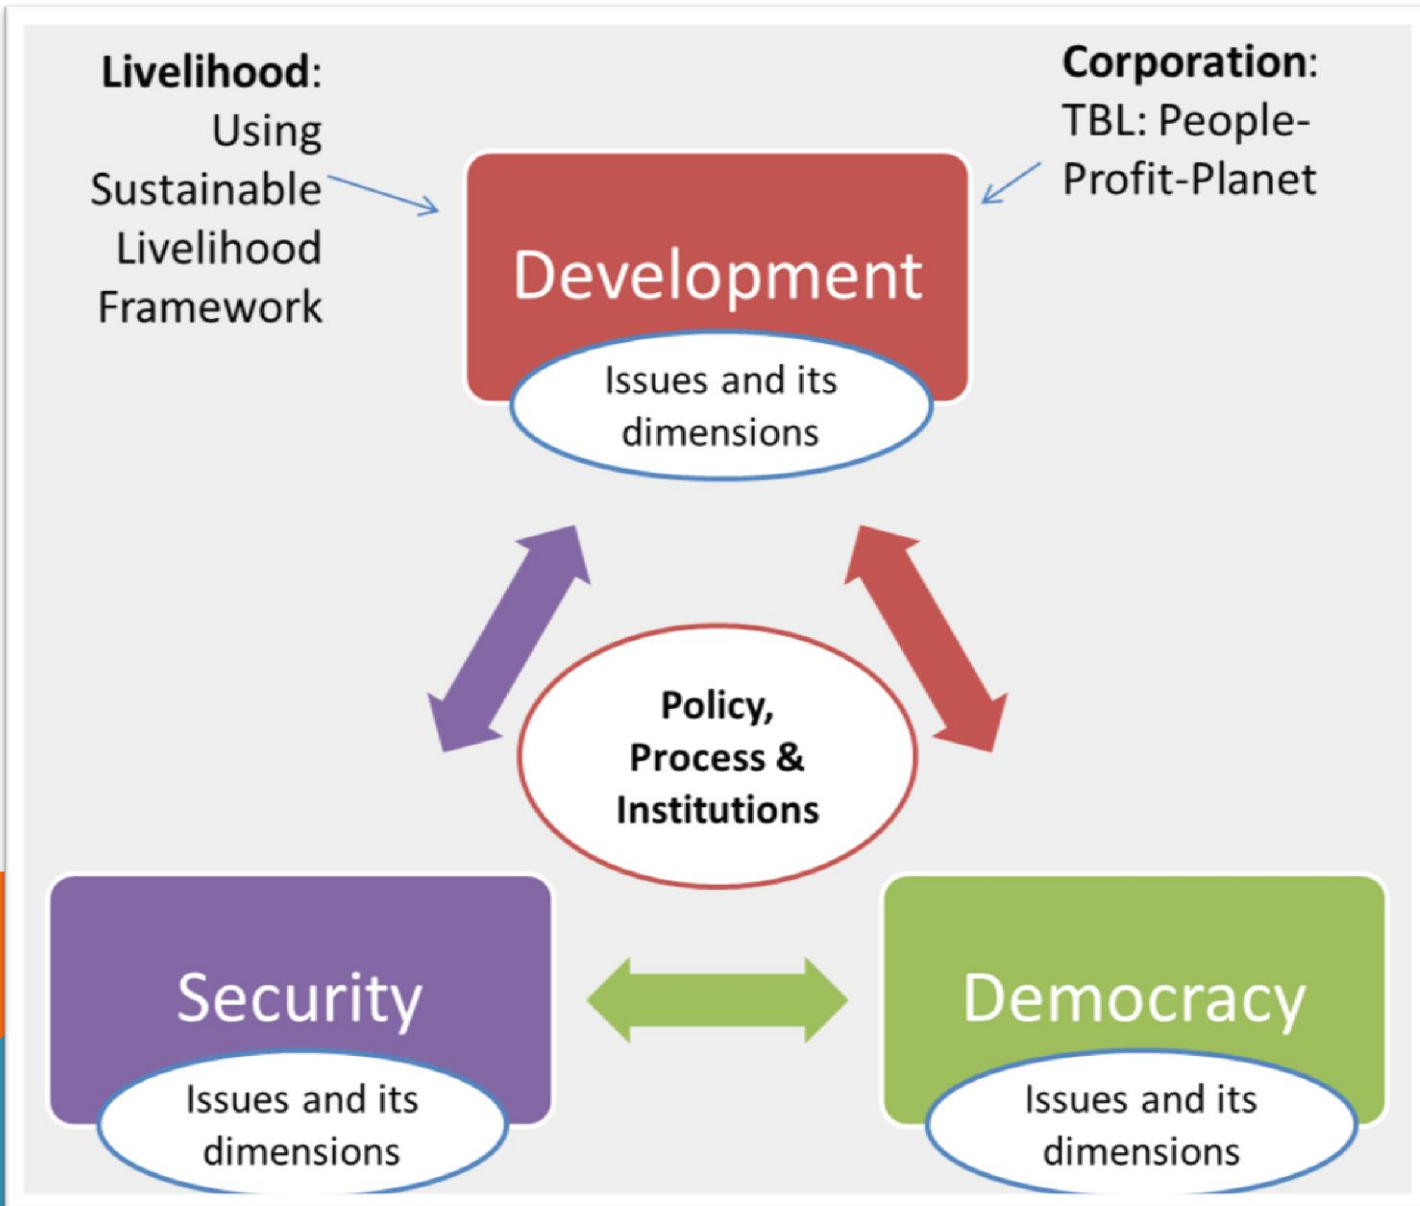 Livelihood:
Using
Sustainable
Livelihood
Framework
Corporation:
TBL: People-
Profit-Planet
Development
Issues and its
dimensions
Policy,
Process &
Institutions
Security
Issues and its
dimensions
Democracy
Issues and its
dimensions